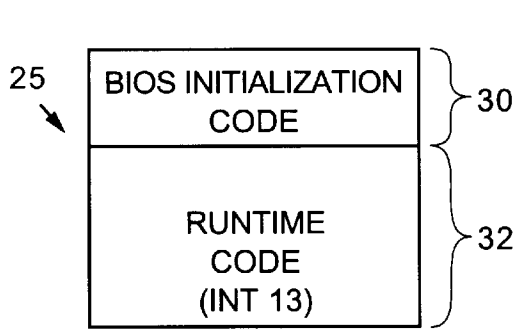 25
BIOS INITIALIZATION
CODE
30
RUNTIME
CODE
(INT 13)
32